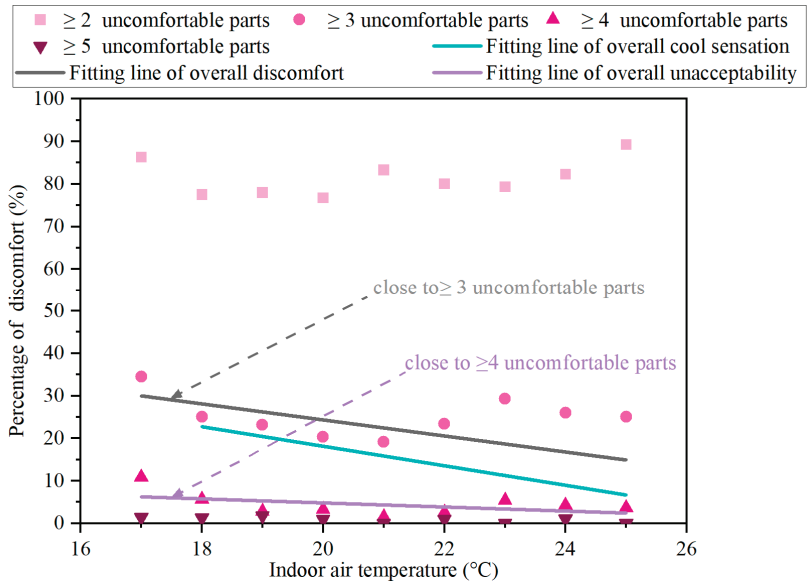 ≥ 2 uncomfortable parts ≥ 3 uncomfortable parts ≥ 4 uncomfortable parts
≥ 5 uncomfortable parts Fitting line of overall cool sensation
Fitting line of overall discomfort Fitting line of overall unacceptability
100
90
80
70
60
50
40
30
20
10
0
Percentage of discomfort (%)
close to≥ 3 uncomfortable parts
close to ≥4 uncomfortable parts
16 18 20 22 24 26
Indoor air temperature (°C)